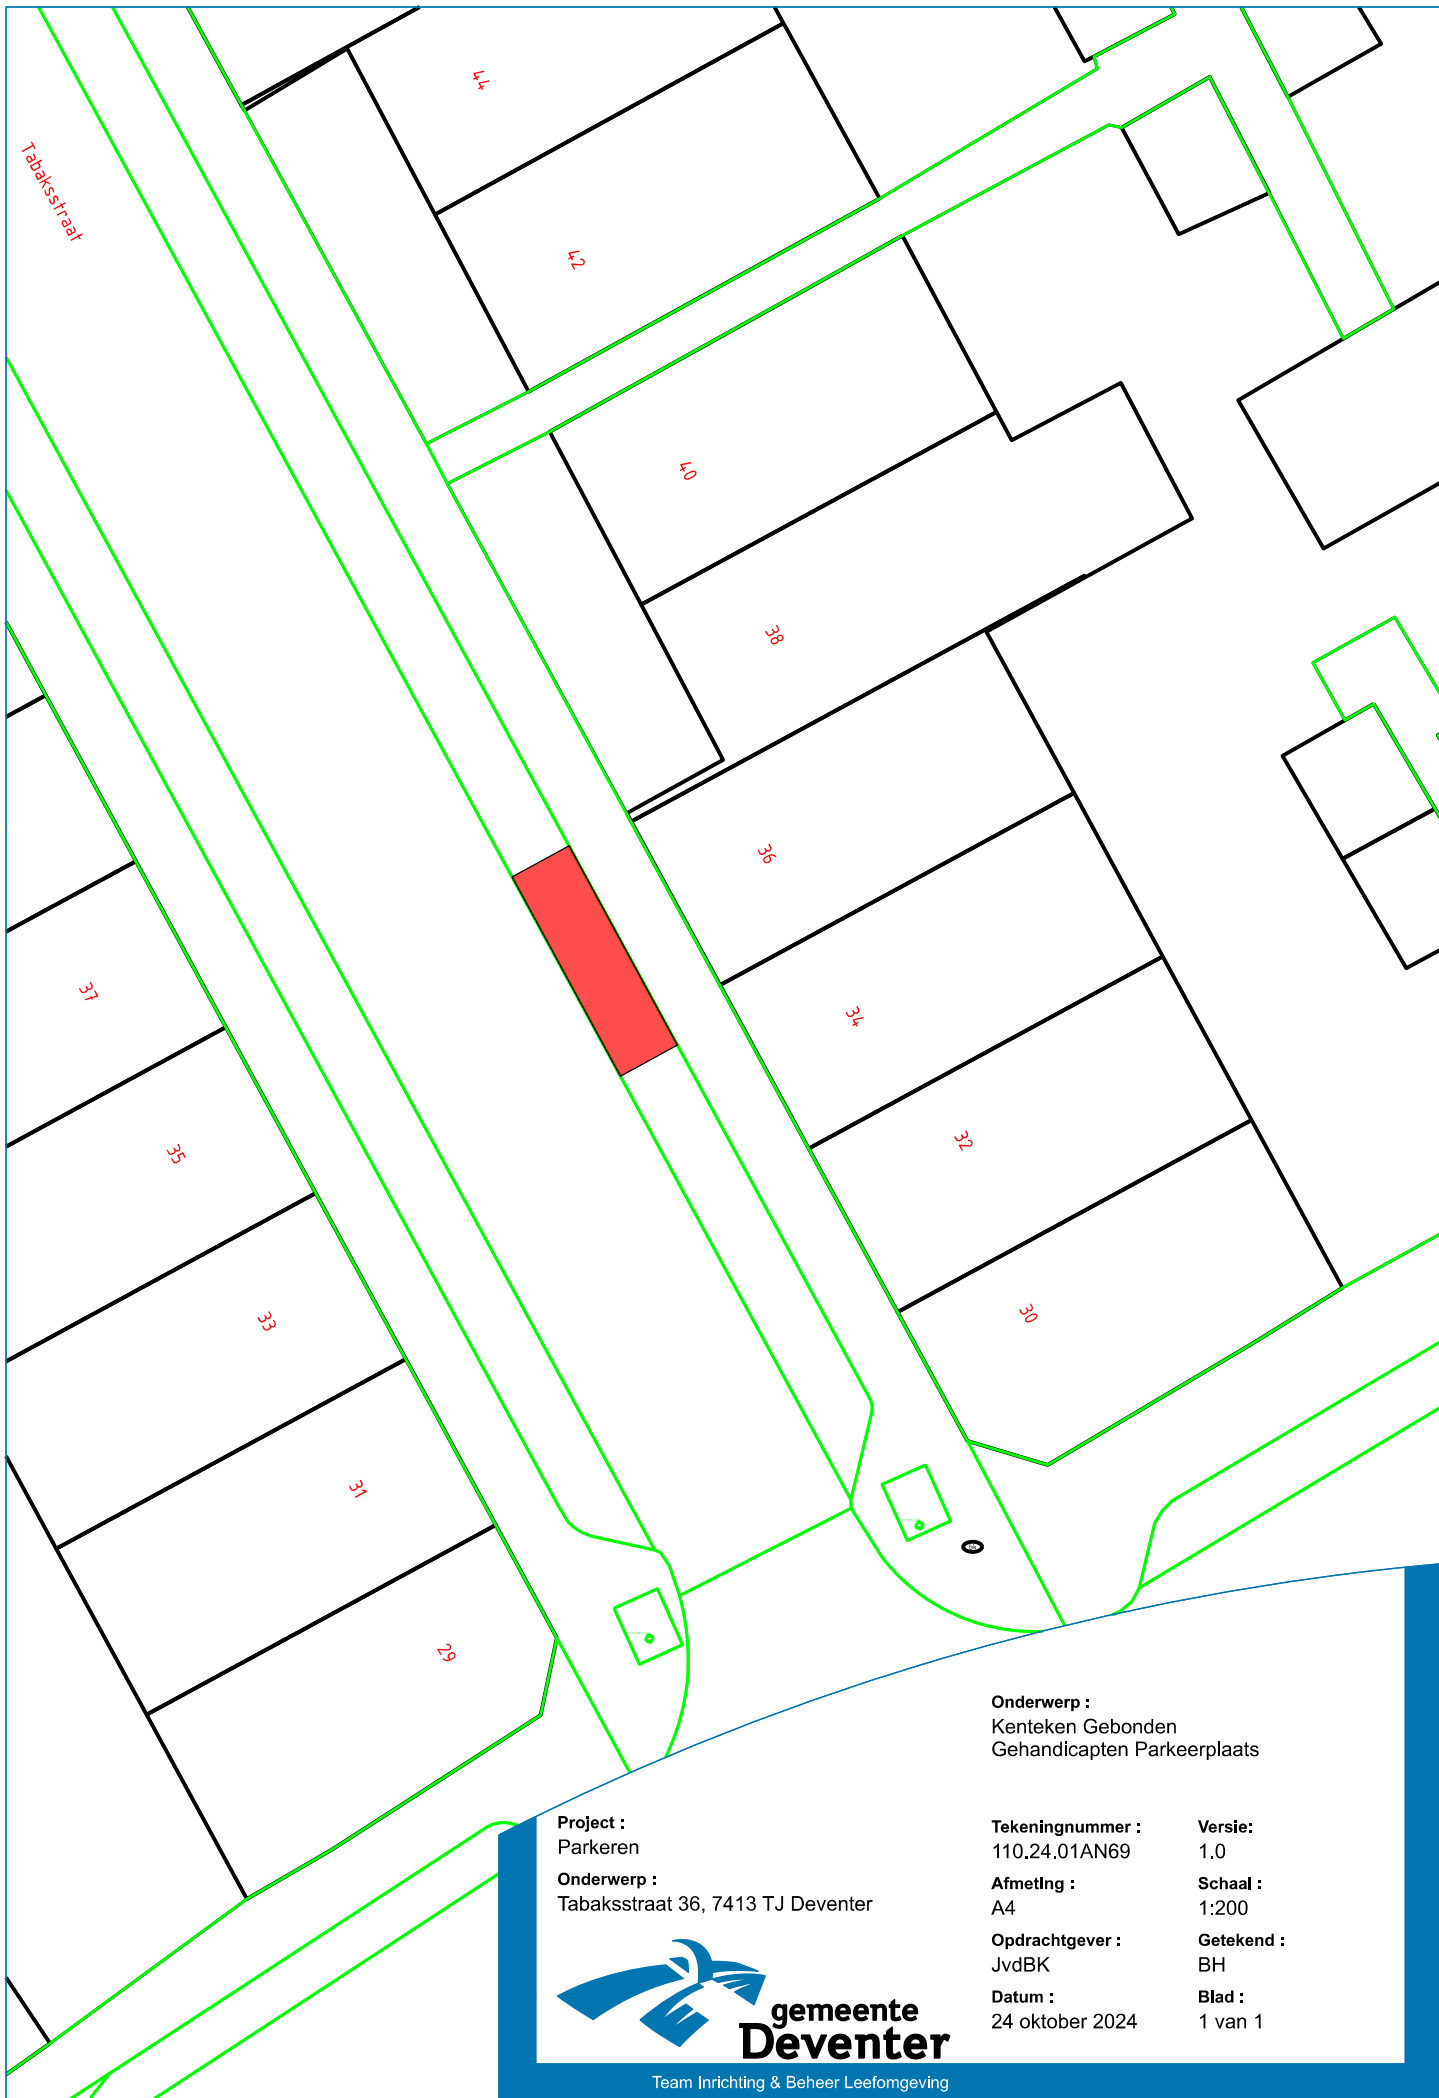 Tabaksstraat
44
42
40
38
36
34
32
30
37
35
33
31
29
Onderwerp :
Kenteken Gebonden
Gehandicapten Parkeerplaats
Project :
Parkeren
Onderwerp :
Tabaksstraat 36, 7413 TJ Deventer
Tekeningnummer :
110.24.01AN69
Versie:
1.0
Afmeting :
A4
Schaal :
1:200
Opdrachtgever :
JvdBK
Getekend :
BH
Datum :
24 oktober 2024
Blad :
1 van 1
gemeente
Deventer
Team Inrichting & Beheer Leefomgeving